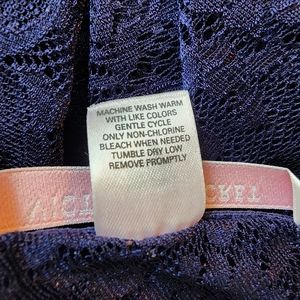 MACHINE WASH WARM
WITH LIKE COLORS
GENTLE CYCLE
ONLY NON-CHLORINE
BLEACH WHEN NEEDED
TUMBLE DRY LOW
REMOVE PROMPTLY